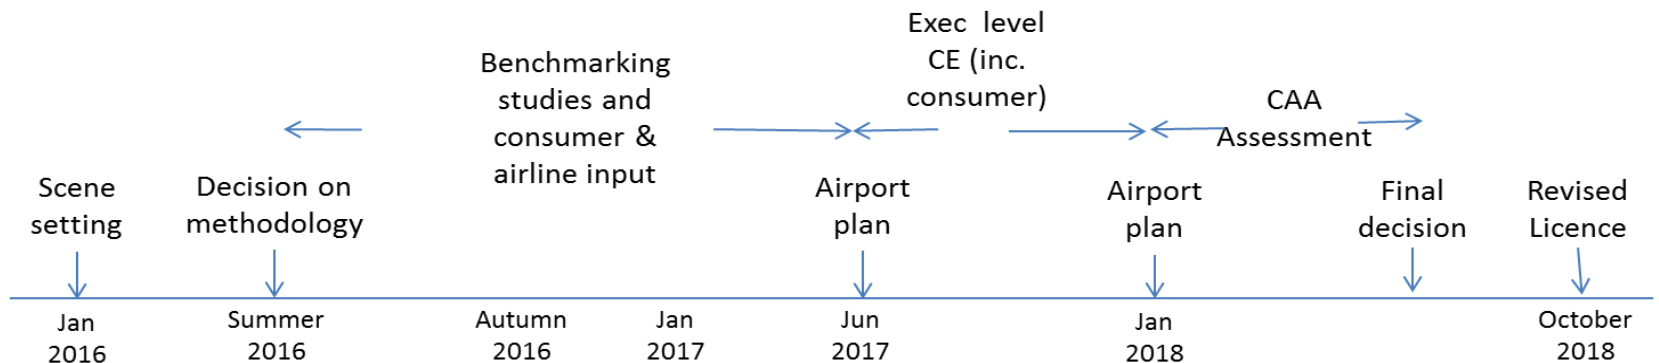 Exec level
CE (inc.
consumer)
Benchmarking
studies and
consumer &
airline input
CAA
Assessment
Scene
setting
Decision on
methodology
Airport
plan
Airport
plan
Final
decision
Revised
Licence
Jan
2016
Summer
2016
Autumn
2016
Jan
2017
Jun
2017
Jan
2018
October
2018